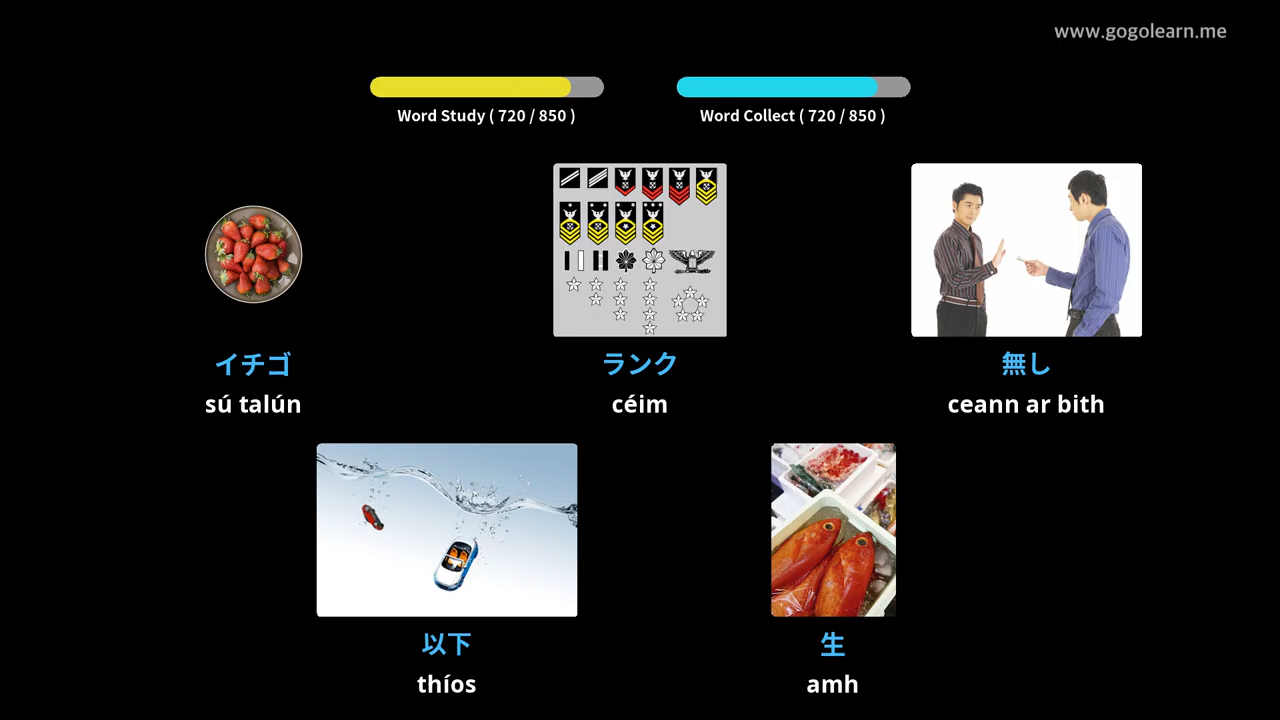 www.gogolearn.me
Word Study ( 720 / 850 )
Word Collect ( 720 / 850 )
イチゴ
sú talún
ランク
céim
無し
ceann ar bith
以下
thíos
生
amh